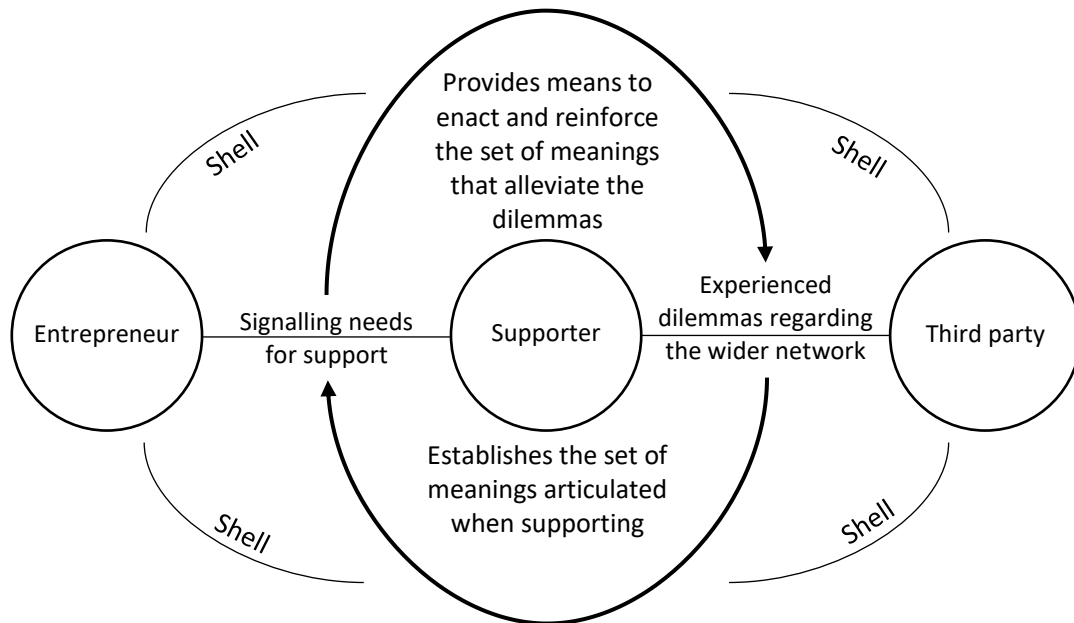 Provides means to
enact and reinforce
the set of meanings
that alleviate the
dilemmas
Shell
Shell
Entrepreneur
Signalling needs
for support
Supporter
Experienced
dilemmas regarding
the wider network
Third party
Establishes the set of
meanings articulated
when supporting
Shell
Shell